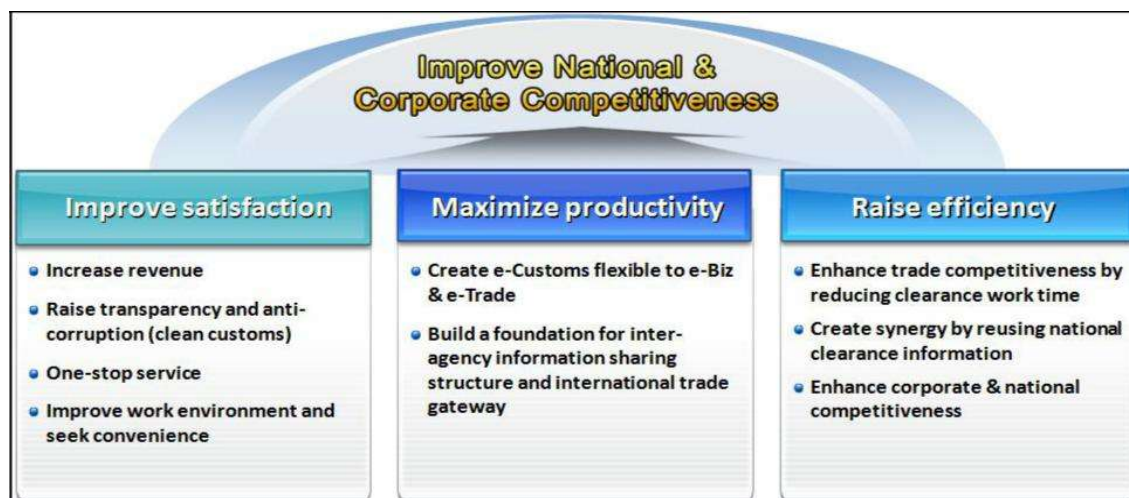 Improve National &
Corporate Competitiveness
Improve satisfaction
Increase revenue
Raise transparency and anti-
corruption (clean customs)
One-stop service
Improve work environment and
seek convenience
Maximize productivity
Create e-Customs flexible to e-Biz
& e-Trade
Build a foundation for inter-
agency information sharing
structure and international trade
gateway
Raise efficiency
Enhance trade competitiveness by
reducing clearance work time
Create synergy by reusing national
clearance information
Enhance corporate & national
competitiveness